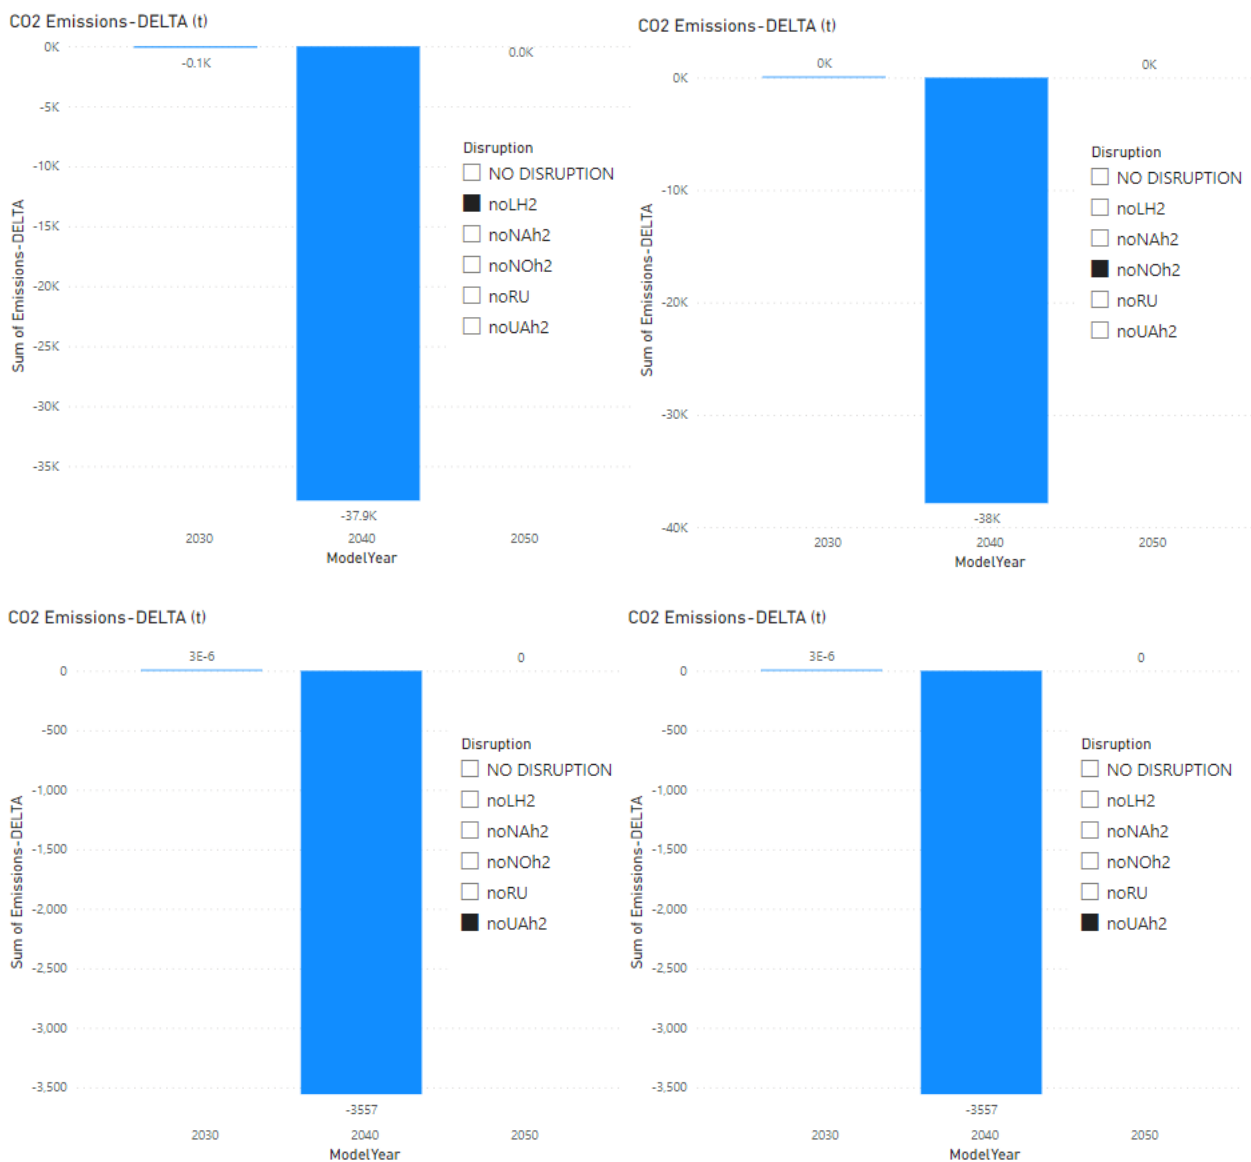 CO2 Emissions-DELTA (t)
Sum of Emissions-DELTA
0K
-5K
-10K
-15K
-20K
-25K
-30K
-35K
-0.1K
-37.9K
0.0K
Disruption
NO DISRUPTION
noLH2
noNAh2
noNOh2
noRU
noUAh2
2030
2040
2050
ModelYear
CO2 Emissions-DELTA (t)
Sum of Emissions-DELTA
0K
-10K
-20K
-30K
-40K
0K
-38K
0K
Disruption
NO DISRUPTION
noLH2
noNAh2
noNOh2
noRU
noUAh2
2030
2040
2050
ModelYear
CO2 Emissions-DELTA (t)
Sum of Emissions-DELTA
0
-500
-1,000
-1,500
-2,000
-2,500
-3,000
-3,500
3E-6
-3557
0
Disruption
NO DISRUPTION
noLH2
noNAh2
noNOh2
noRU
noUAh2
2030
2040
2050
ModelYear
CO2 Emissions-DELTA (t)
Sum of Emissions-DELTA
0
-500
-1,000
-1,500
-2,000
-2,500
-3,000
-3,500
3E-6
-3557
0
Disruption
NO DISRUPTION
noLH2
noNAh2
noNOh2
noRU
noUAh2
2030
2040
2050
ModelYear